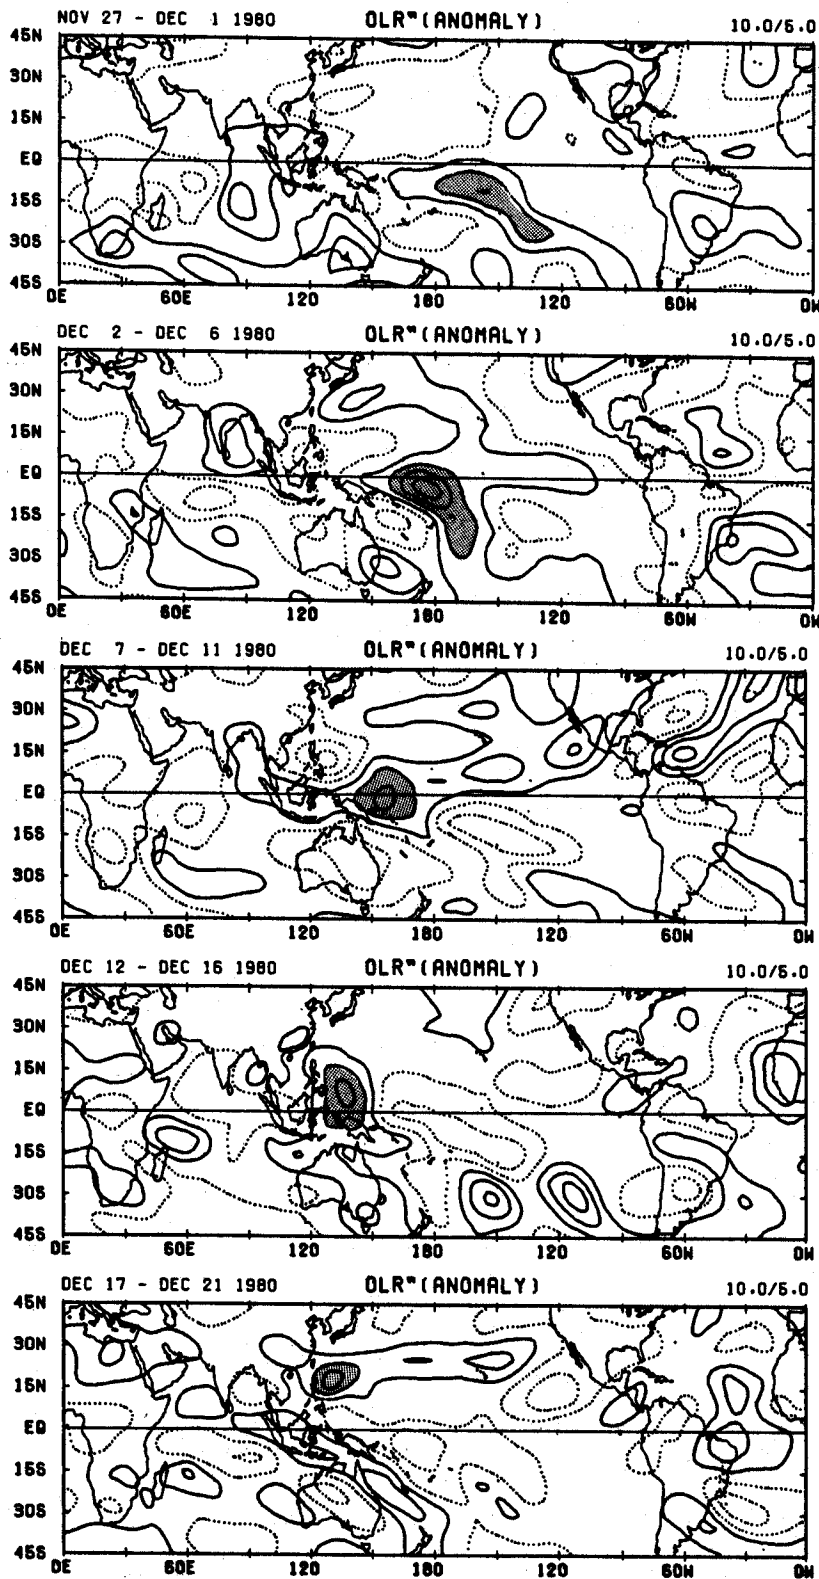 NOV 27 - DEC 1 1980 OLR* (ANOMALY) 10.0/5.0
45N
30N
15N
EQ
15S
30S
45S
0E 60E 120 180 120 60W 0W
DEC 2 - DEC 6 1980 OLR* (ANOMALY) 10.0/5.0
45N
30N
15N
EQ
15S
30S
45S
0E 60E 120 180 120 60W 0W
DEC 7 - DEC 11 1980 OLR* (ANOMALY) 10.0/5.0
45N
30N
15N
EQ
15S
30S
45S
0E 60E 120 180 120 60W 0W
DEC 12 - DEC 16 1980 OLR* (ANOMALY) 10.0/5.0
45N
30N
15N
EQ
15S
30S
45S
0E 60E 120 180 120 60W 0W
DEC 17 - DEC 21 1980 OLR* (ANOMALY) 10.0/5.0
45N
30N
15N
EQ
15S
30S
45S
0E 60E 120 180 120 60W 0W